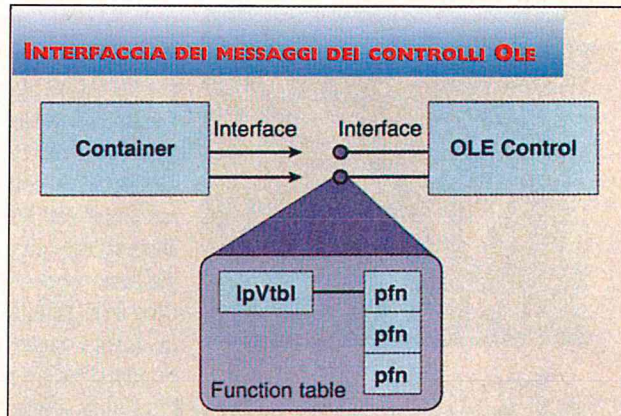 INTERFACCIA DEI MESSAGGI DEI CONTROLLI OLE
Container
Interface
Interface
OLE Control
lpVtbl
pfn
pfn
pfn
Function table